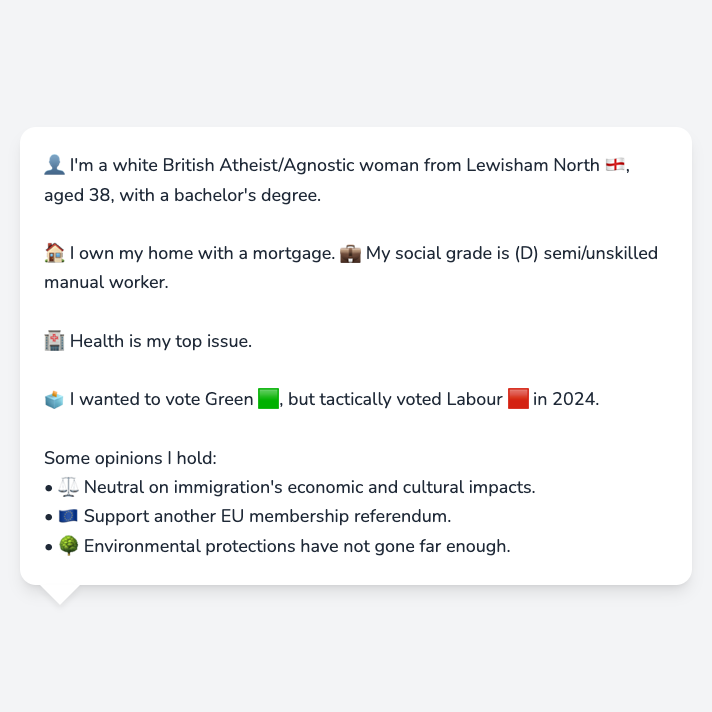 👤 I'm a white British Atheist/Agnostic woman from Lewisham North 🏴󠁧󠁢󠁥󠁮󠁧󠁿,
aged 38, with a bachelor's degree.
🏠 I own my home with a mortgage. 💼 My social grade is (D) semi/unskilled
manual worker.
🏥 Health is my top issue.
🗳️ I wanted to vote Green 🟩, but tactically voted Labour 🟥 in 2024.
Some opinions I hold:
• ⚖️ Neutral on immigration's economic and cultural impacts.
• 🇪🇺 Support another EU membership referendum.
• 🌳 Environmental protections have not gone far enough.